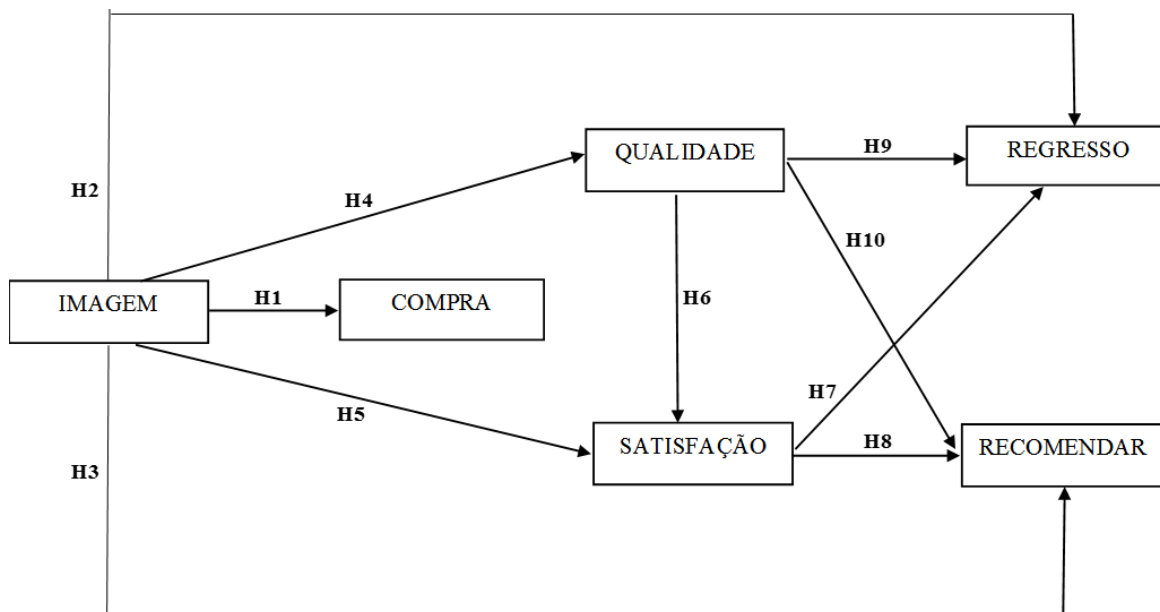 QUALIDADE
H9
REGRESSO
H2
H4
H10
IMAGEM
H1
COMPRA
H6
H5
H7
SATISFAÇÃO
H8
RECOMENDAR
H3